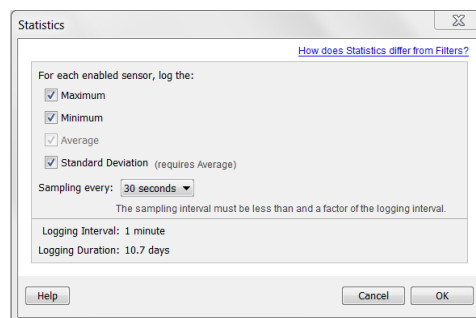 Statistics
How does Statistics differ from Filters?
For each enabled sensor, log the:
Maximum
Minimum
Average
Standard Deviation (requires Average)
Sampling every: 30 seconds
The sampling interval must be less than and a factor of the logging interval.
Logging Interval: 1 minute
Logging Duration: 10.7 days
Help Cancel OK